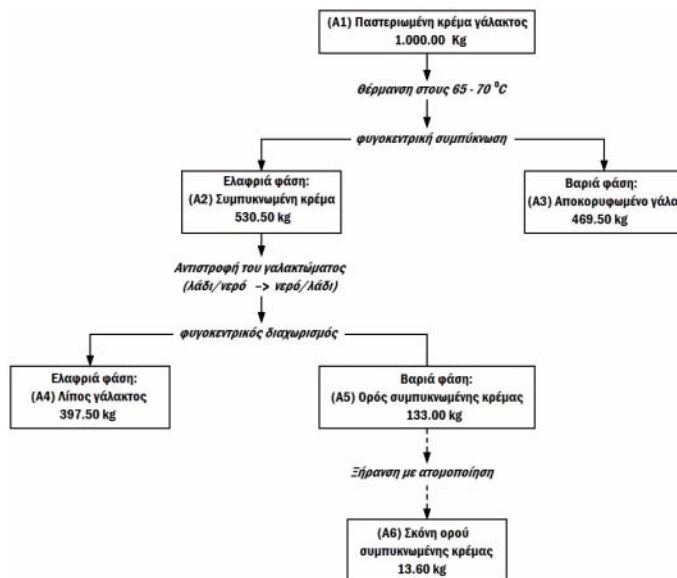 (A1) Παστεριωμένη κρέμα γάλακτος
1.000.00 Kg
Θέρμανση στους 65 - 70 ⁰C
φυγοκεντρική συμπύκνωση
Ελαφριά φάση:
(A2) Συμπυκνωμένη κρέμα
530.50 kg
Βαριά φάση:
(A3) Αποκορυφωμένο γάλα
469.50 kg
Αντιστροφή του γαλακτώματος
(λάδι/νερό –> νερό/λάδι)
φυγοκεντρικός διαχωρισμός
Ελαφριά φάση:
(A4) Λίπος γάλακτος
397.50 kg
Βαριά φάση:
(A5) Ορός συμπυκνωμένης κρέμας
133.00 kg
Ξήρανση με ατομοποίηση
(A6) Σκόνη ορού
συμπυκνωμένης κρέμας
13.60 kg